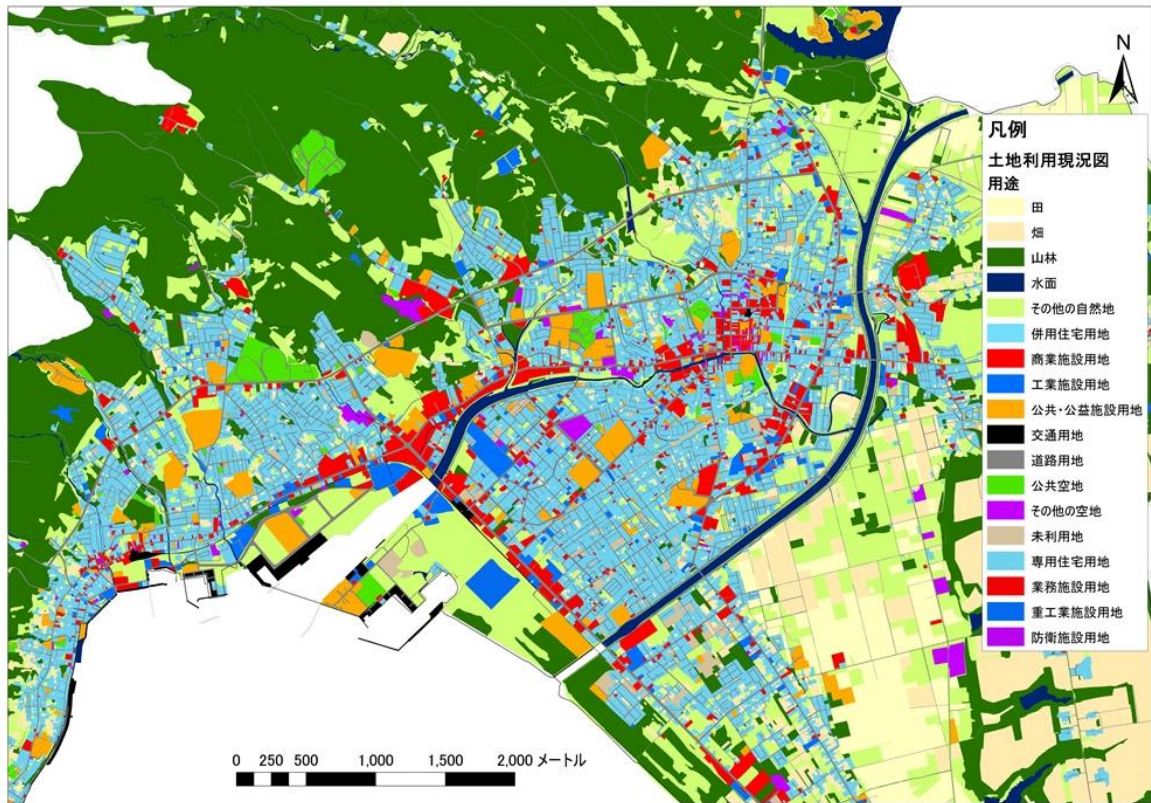 N
凡例
土地利用現況図
用途
田
畑
山林
水面
その他の自然地
併用住宅用地
商業施設用地
工業施設用地
公共・公益施設用地
交通用地
道路用地
公共空地
その他の空地
未利用地
専用住宅用地
業務施設用地
重工業施設用地
防衛施設用地
0 250 500 1,000 1,500 2,000 メートル